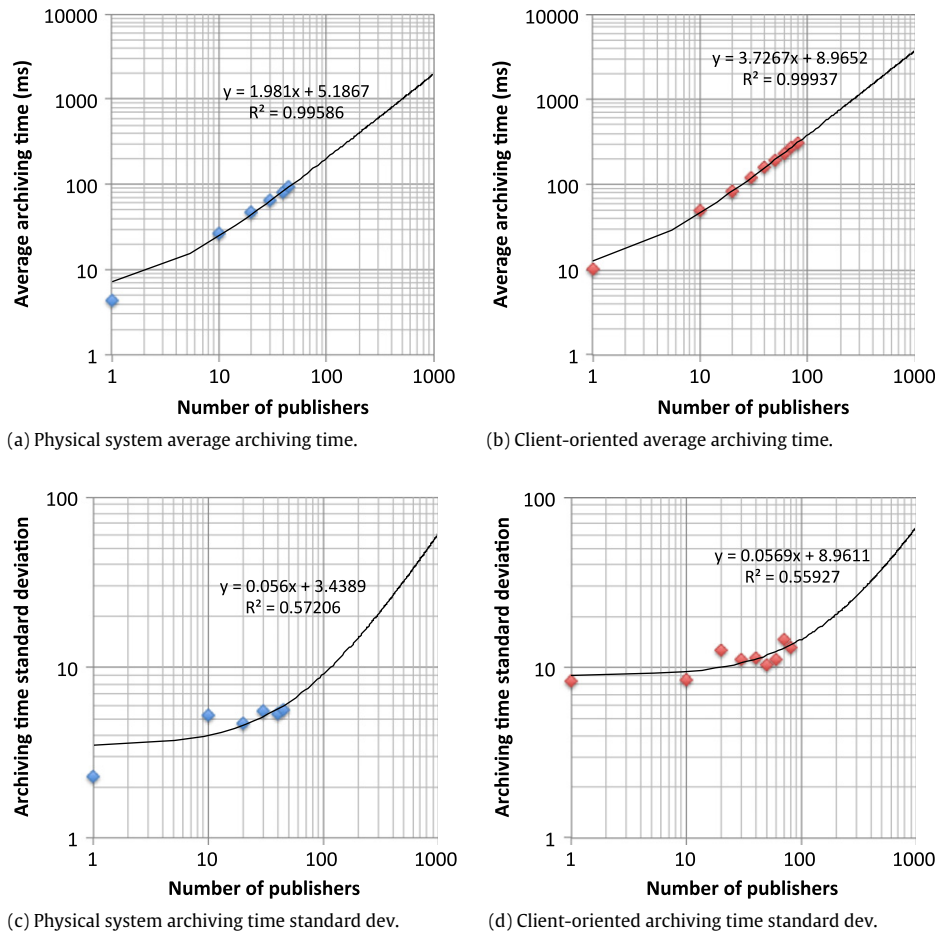 10000
1000
100
10
1
Average archiving time (ms)
y = 1.981x + 5.1867
R² = 0.99586
1 10 100 1000
Number of publishers
(a) Physical system average archiving time.
10000
1000
100
10
1
Average archiving time (ms)
y = 3.7267x + 8.9652
R² = 0.99937
1 10 100 1000
Number of publishers
(b) Client-oriented average archiving time.
100
10
1
Archiving time standard deviation
y = 0.056x + 3.4389
R² = 0.57206
1 10 100 1000
Number of publishers
(c) Physical system archiving time standard dev.
100
10
1
Archiving time standard deviation
y = 0.0569x + 8.9611
R² = 0.55927
1 10 100 1000
Number of publishers
(d) Client-oriented archiving time standard dev.